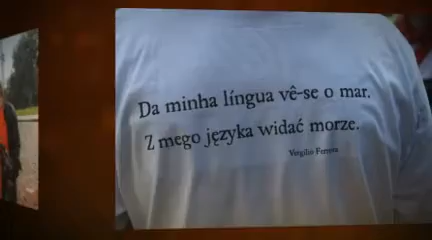 Da minha língua vê-se o mar.
Z mego języka widać morze.
Vergílio Ferreira